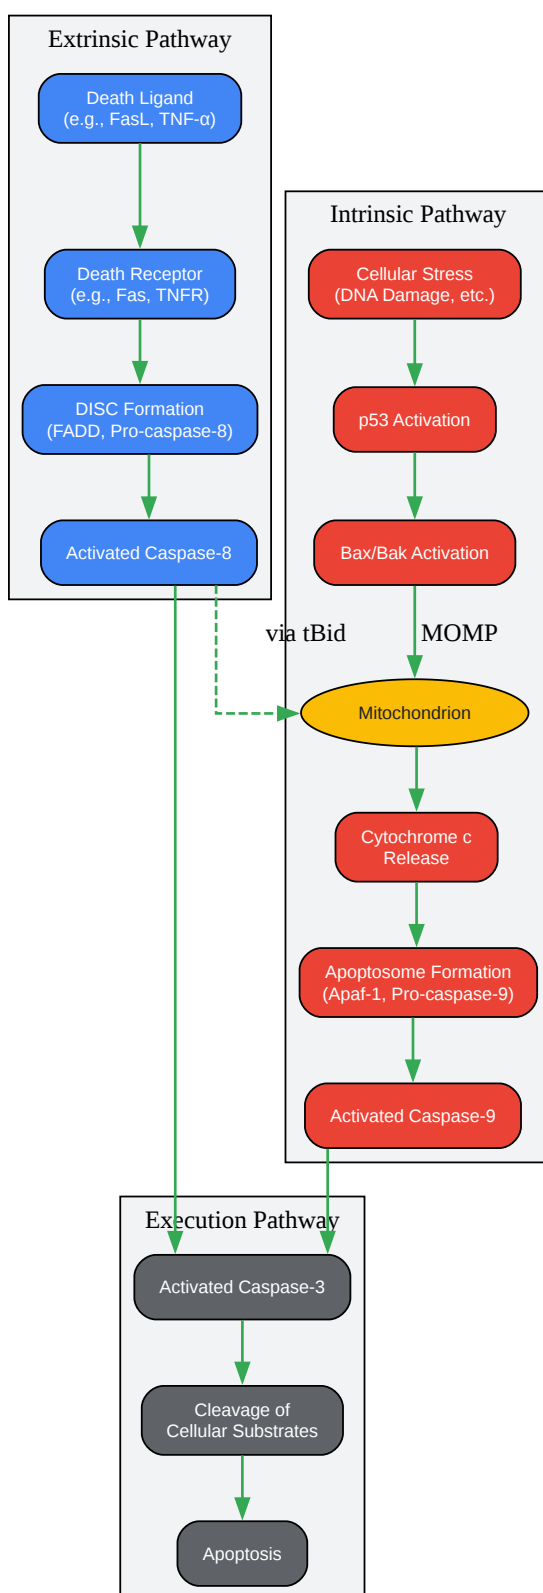 Extrinsic Pathway
Death Ligand
(e.g., FasL, TNF-α)
Death Receptor
(e.g., Fas, TNFR)
DISC Formation
(FADD, Pro-caspase-8)
Activated Caspase-8
Intrinsic Pathway
Cellular Stress
(DNA Damage, etc.)
p53 Activation
Bax/Bak Activation
via tBid
MOMP
Mitochondrion
Cytochrome c
Release
Apoptosome Formation
(Apaf-1, Pro-caspase-9)
Activated Caspase-9
Execution Pathway
Activated Caspase-3
Cleavage of
Cellular Substrates
Apoptosis